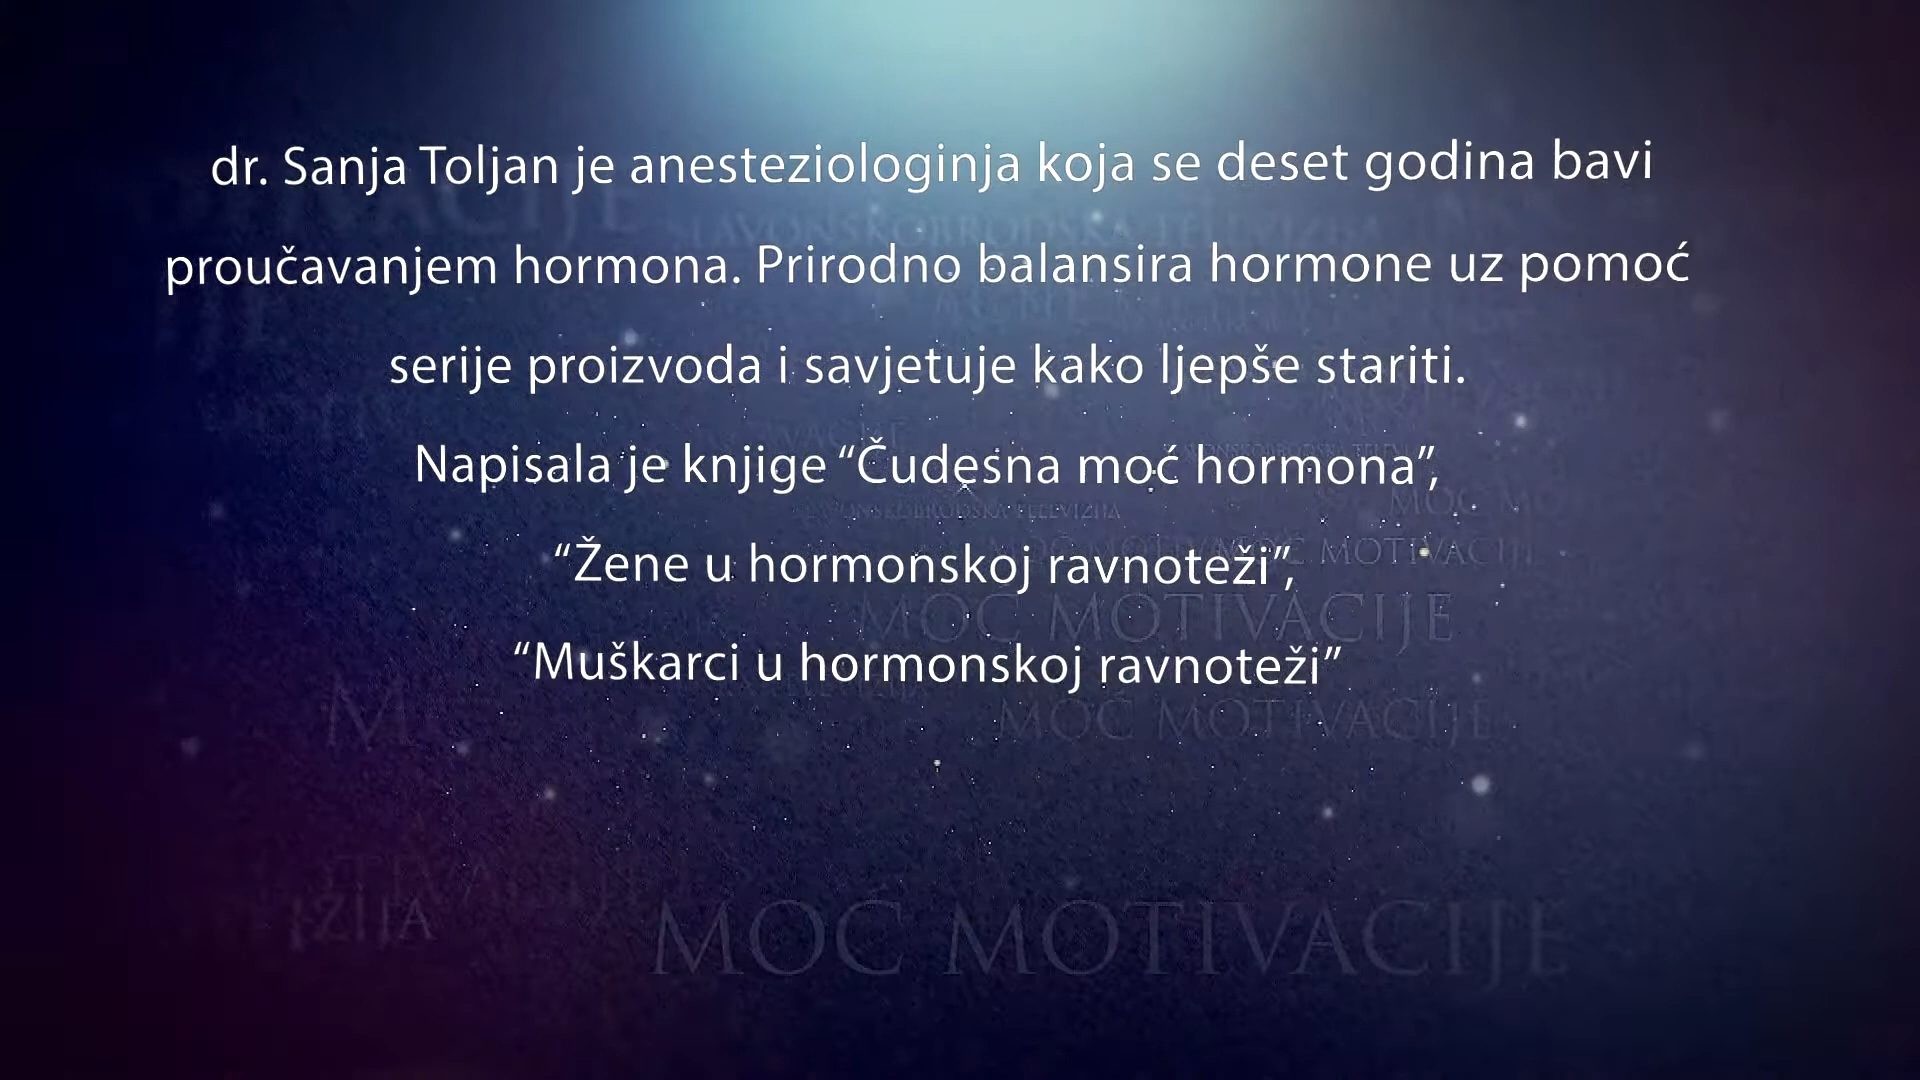 dr. Sanja Toljan je anesteziologinja koja se deset godina bavi
proučavanjem hormona. Prirodno balansira hormone uz pomoć
serije proizvoda i savjetuje kako ljepše stariti.
Napisala je knjige “Čudesna moć hormona”,
“Žene u hormonskoj ravnoteži”,
“Muškarci u hormonskoj ravnoteži”
SLAVONSKOBRODSKA TELEVIZIJA
MOĆ MOTIVACIJE
MOĆ MOTIVACIJE
MOĆ MOTIVACIJE